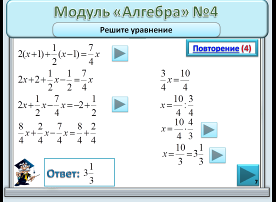 Модуль «Алгебра» №4
Решите уравнение
Повторение (4)
2(x+1)+1/2(x−1)=7/4x
2x+2+1/2x−1/2=7/4x
2x+1/2x−7/4x=−2+1/2
8/4x+2/4x−7/4x=−8/4+2/4
3/4x=10/4
x=10/4:3/4
x=10/4·4/3
x=10/3=3 1/3
Ответ: 3 1/3